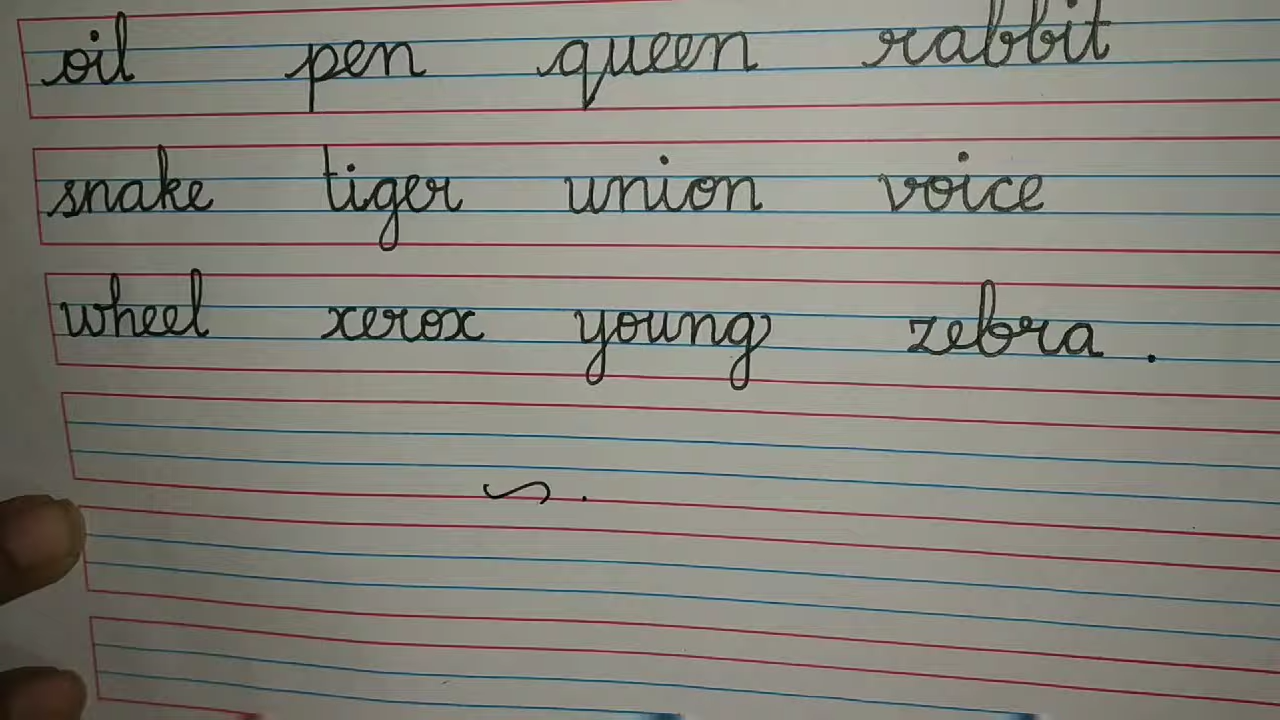 oil pen queen rabbit
snake tiger union voice
wheel xerox young zebra .